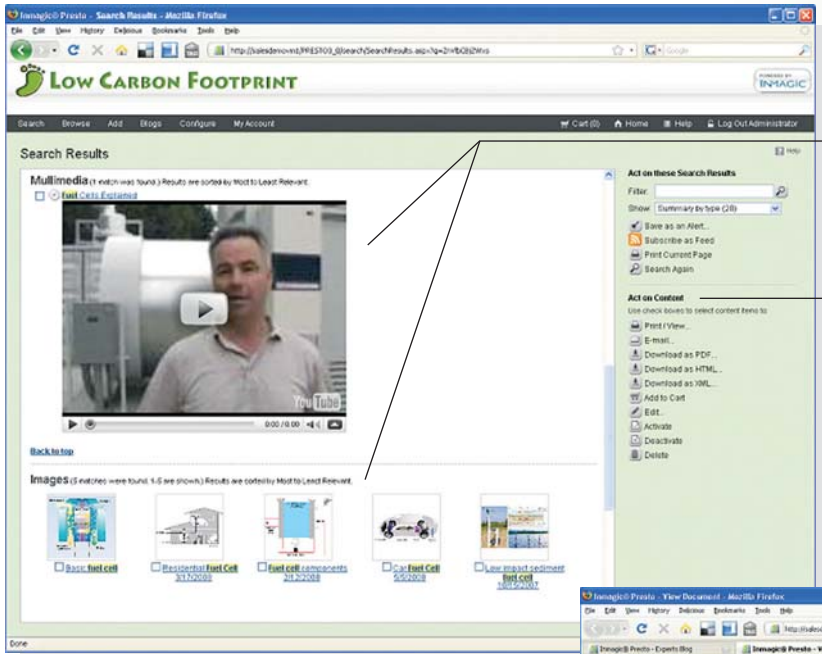 Inmagic® Presto - Search Results - Mozilla Firefox
File Edit View History Delicious Bookmarks Tools Help
Google
LOW CARBON FOOTPRINT
POWERED BY
INMAGIC
Search Browse Add Blogs Configure My Account
Cart (0) Home Help Log Out Administrator
Search Results
Help
Multimedia (1 match was found.) Results are sorted by Most to Least Relevant.
Fuel Cells Explained
YouTube
0:00 / 0:00
Back to top
Images (5 matches were found. 1-5 are shown.) Results are sorted by Most to Least Relevant.
Basic fuel cell
Residential Fuel Cell
3/17/2008
Fuel cell components
2/12/2008
Car Fuel Cell
5/5/2008
Low impact sediment
fuel cell
10/15/2007
Act on these Search Results
Filter:
Show: Summary by type (28)
Save as an Alert...
Subscribe as Feed
Print Current Page
Search Again
Act on Content
Use check boxes to select content items to
Print / View...
E-mail...
Download as PDF...
Download as HTML...
Download as XML...
Add to Cart
Edit...
Activate
Deactivate
Delete
Done
Inmagic® Presto - View Document - Mozilla Firefox
File Edit View History Delicious Bookmarks Tools Help
Inmagic® Presto - Experts Blog